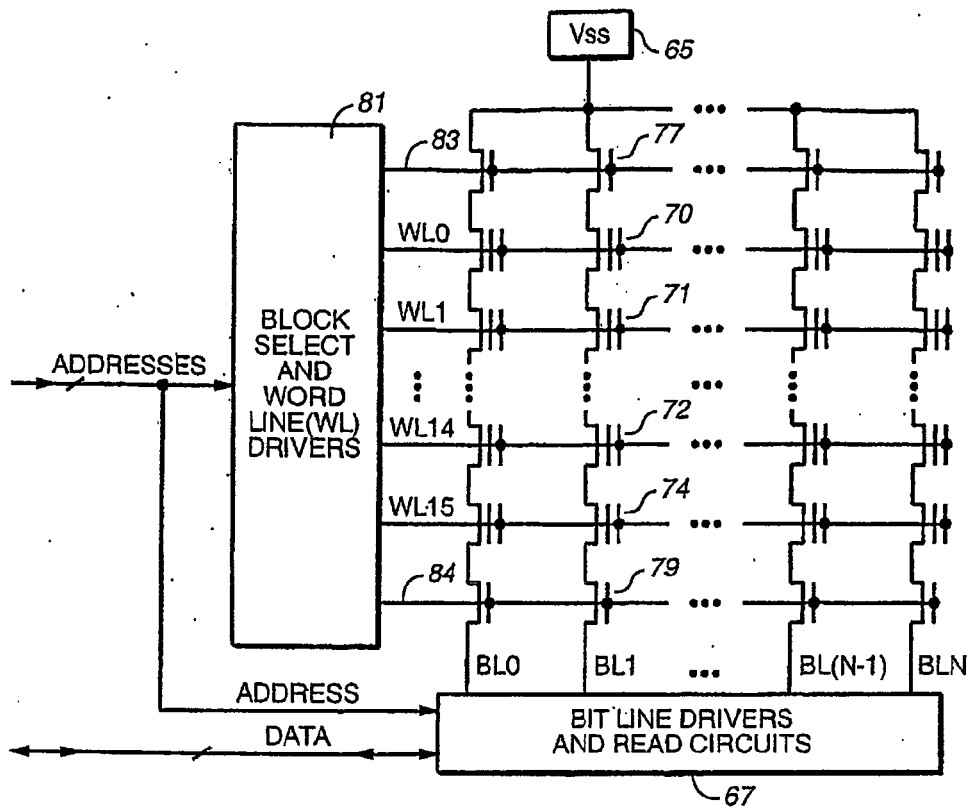 Vss
65
81
83
77
WL0
70
WL1
71
BLOCK
SELECT
AND
WORD
LINE(WL)
DRIVERS
ADDRESSES
WL14
72
WL15
74
84
79
BL0
BL1
BL(N-1)
BLN
ADDRESS
BIT LINE DRIVERS
AND READ CIRCUITS
DATA
67